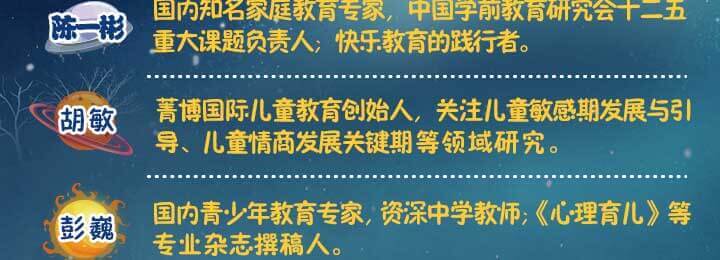 陈一彬
国内知名家庭教育专家，中国学前教育研究会十二五
重大课题负责人；快乐教育的践行者。
胡敏
菁博国际儿童教育创始人，关注儿童敏感期发展与引
导、儿童情商发展关键期等领域研究。
彭巍
国内青少年教育专家，资深中学教师；《心理育儿》等
专业杂志撰稿人。